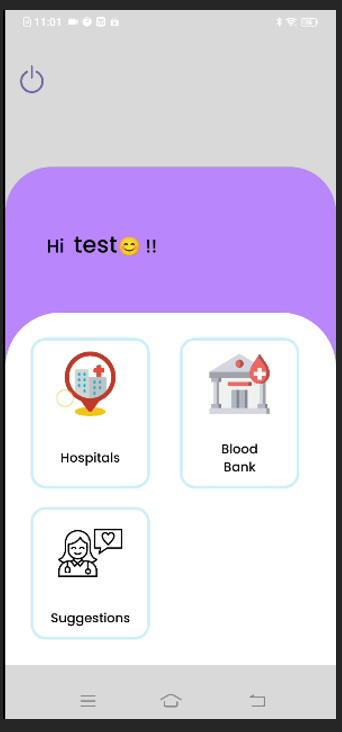 11:01
Hi test😊 !!
Hospitals
Blood
Bank
Suggestions